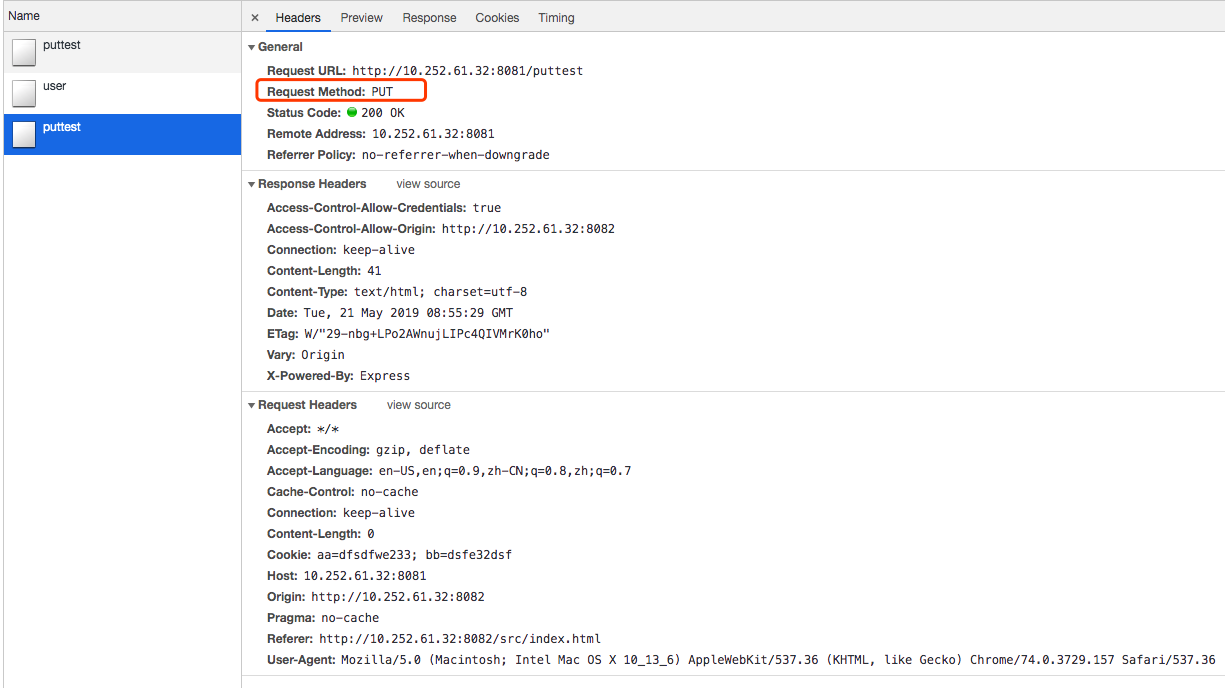 Name
× Headers Preview Response Cookies Timing
puttest
user
puttest
▼ General
Request URL: http://10.252.61.32:8081/puttest
Request Method: PUT
Status Code: 200 OK
Remote Address: 10.252.61.32:8081
Referrer Policy: no-referrer-when-downgrade
▼ Response Headers view source
Access-Control-Allow-Credentials: true
Access-Control-Allow-Origin: http://10.252.61.32:8082
Connection: keep-alive
Content-Length: 41
Content-Type: text/html; charset=utf-8
Date: Tue, 21 May 2019 08:55:29 GMT
ETag: W/"29-nbg+LPo2AWnujLIPc4QIVMrK0ho"
Vary: Origin
X-Powered-By: Express
▼ Request Headers view source
Accept: */*
Accept-Encoding: gzip, deflate
Accept-Language: en-US,en;q=0.9,zh-CN;q=0.8,zh;q=0.7
Cache-Control: no-cache
Connection: keep-alive
Content-Length: 0
Cookie: aa=dfsdfwe233; bb=dsfe32dsf
Host: 10.252.61.32:8081
Origin: http://10.252.61.32:8082
Pragma: no-cache
Referer: http://10.252.61.32:8082/src/index.html
User-Agent: Mozilla/5.0 (Macintosh; Intel Mac OS X 10_13_6) AppleWebKit/537.36 (KHTML, like Gecko) Chrome/74.0.3729.157 Safari/537.36